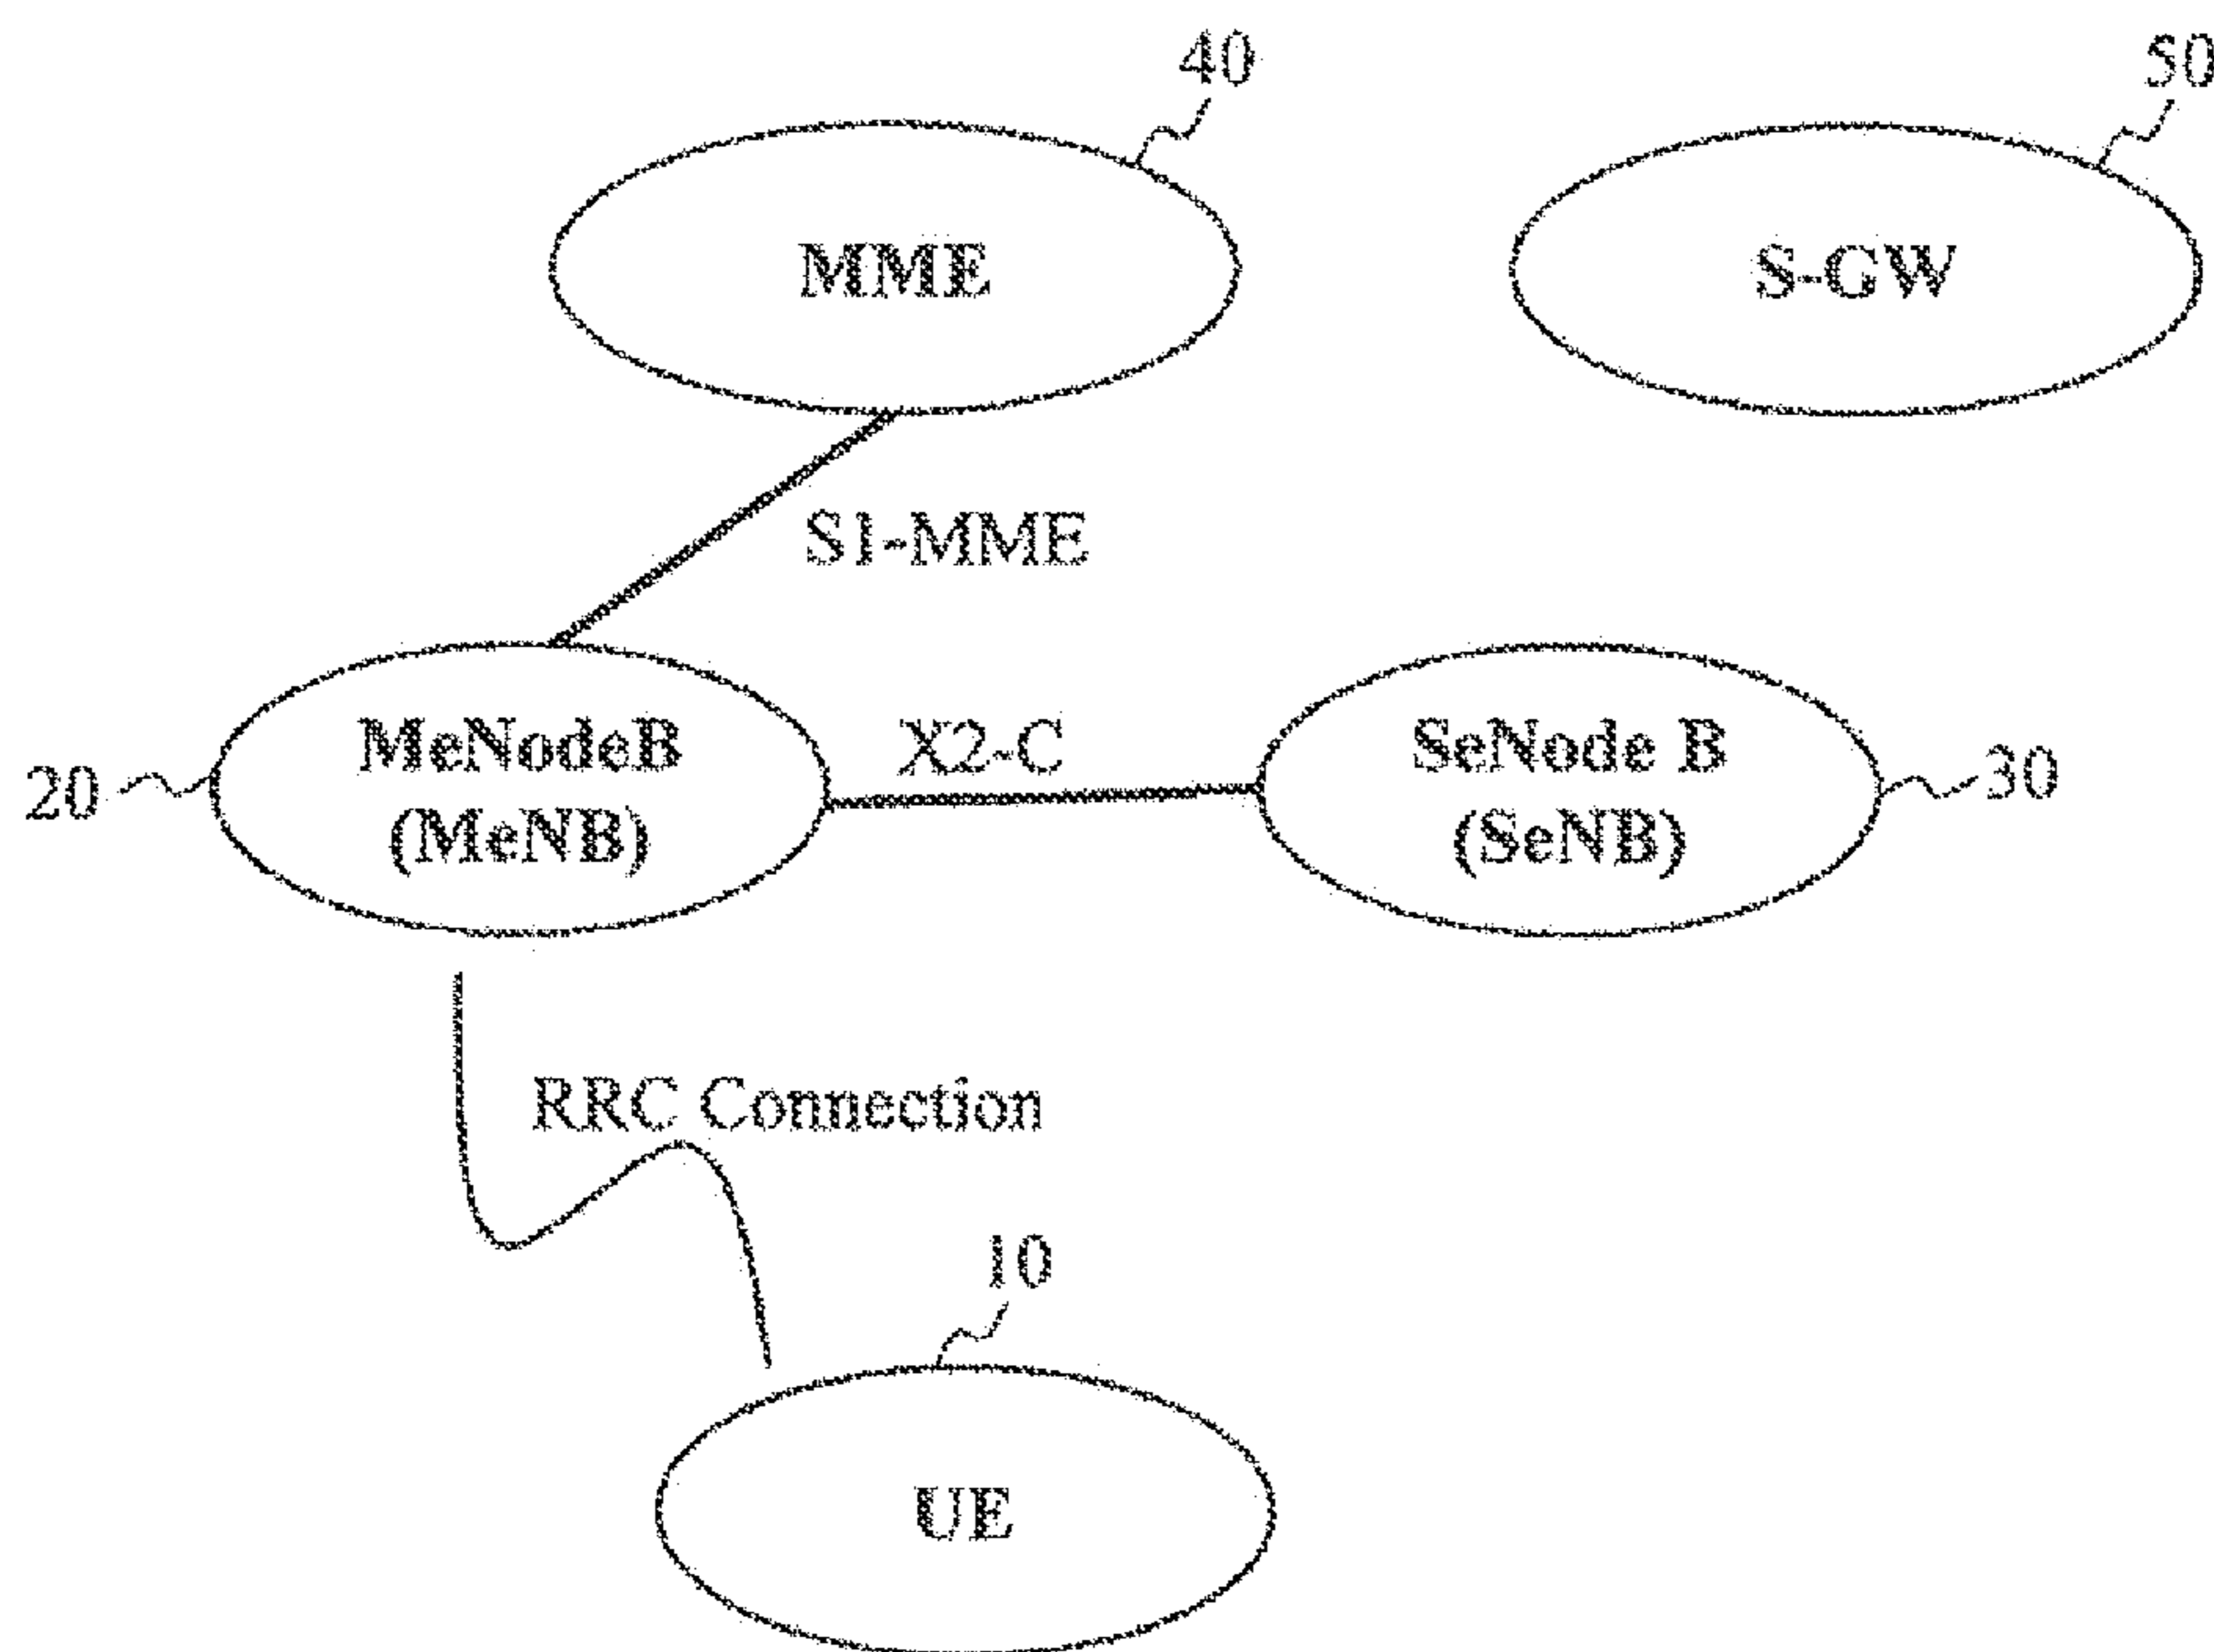 40
50
MME
S-GW
S1-MME
MeNodeB
(MeNB)
X2-C
SeNode B
(SeNB)
20
30
RRC Connection
10
UE